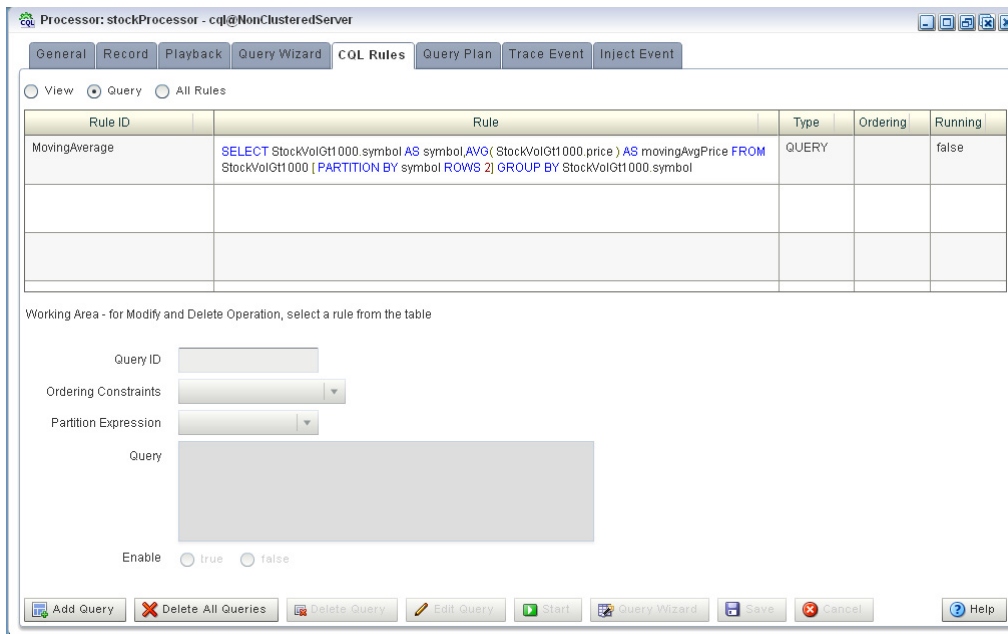 CQL Processor: stockProcessor - cql@NonClusteredServer
General Record Playback Query Wizard CQL Rules Query Plan Trace Event Inject Event
View Query All Rules
Rule ID Rule Type Ordering Running
MovingAverage SELECT StockVolGt1000.symbol AS symbol,AVG( StockVolGt1000.price ) AS movingAvgPrice FROM QUERY false
StockVolGt1000 [ PARTITION BY symbol ROWS 2] GROUP BY StockVolGt1000.symbol
Working Area - for Modify and Delete Operation, select a rule from the table
Query ID
Ordering Constraints
Partition Expression
Query
Enable true false
Add Query Delete All Queries Delete Query Edit Query Start Query Wizard Save Cancel Help